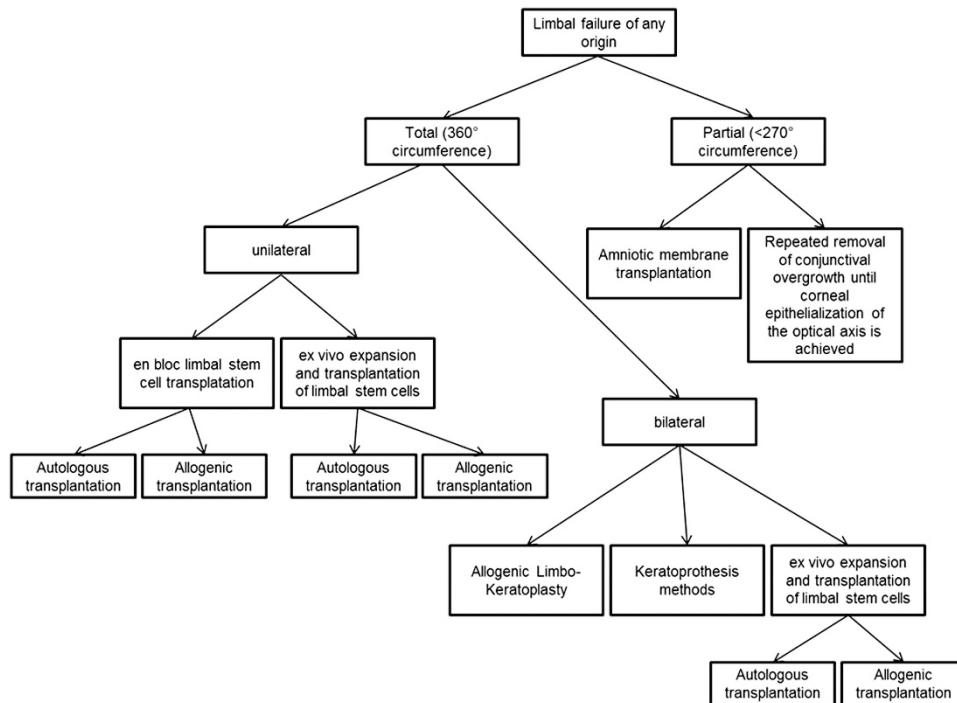 Limbal failure of any
origin
Total (360°
circumference)
Partial (<270°
circumference)
unilateral
Amniotic membrane
transplantation
Repeated removal
of conjunctival
overgrowth until
corneal
epithelialization of
the optical axis is
achieved
en bloc limbal stem
cell transplatation
ex vivo expansion
and transplantation
of limbal stem cells
bilateral
Autologous
transplantation
Allogenic
transplantation
Autologous
transplantation
Allogenic
transplantation
Allogenic Limbo-
Keratoplasty
Keratoprothesis
methods
ex vivo expansion
and transplantation
of limbal stem cells
Autologous
transplantation
Allogenic
transplantation